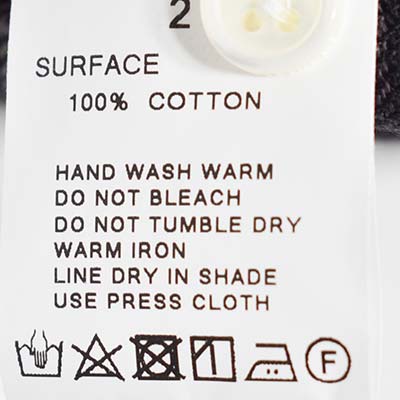 2
SURFACE
100% COTTON
HAND WASH WARM
DO NOT BLEACH
DO NOT TUMBLE DRY
WARM IRON
LINE DRY IN SHADE
USE PRESS CLOTH
F